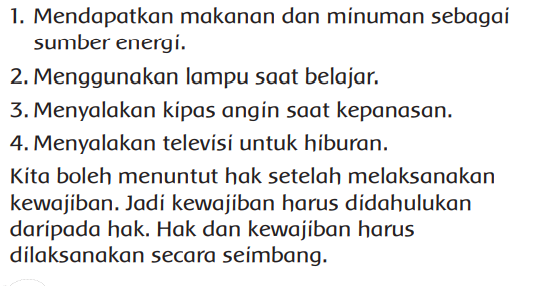 1. Mendapatkan makanan dan minuman sebagai
sumber energi.
2. Menggunakan lampu saat belajar.
3. Menyalakan kipas angin saat kepanasan.
4. Menyalakan televisi untuk hiburan.
Kita boleh menuntut hak setelah melaksanakan
kewajiban. Jadi kewajiban harus didahulukan
daripada hak. Hak dan kewajiban harus
dilaksanakan secara seimbang.